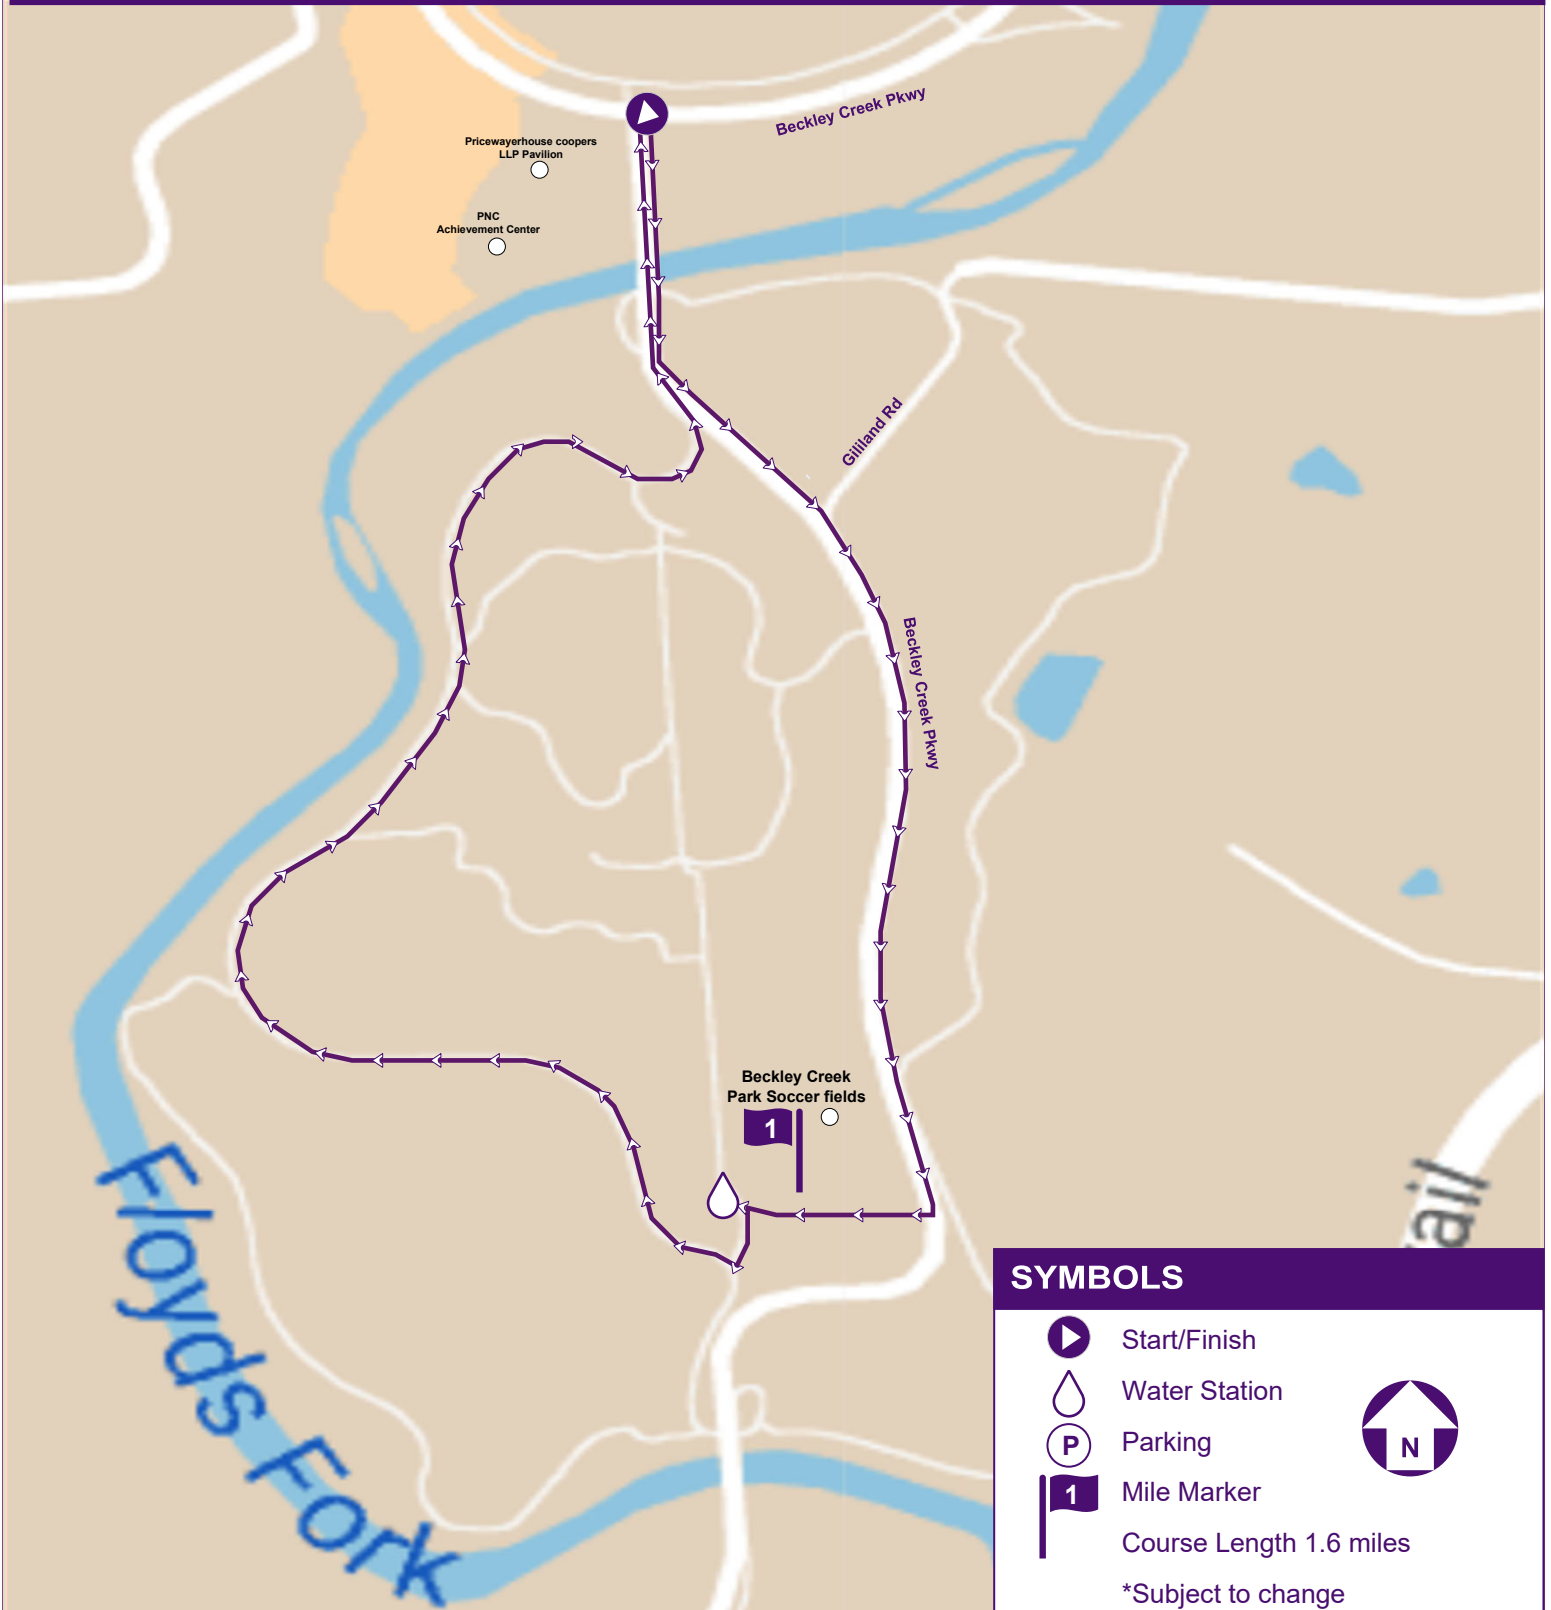 Beckley Creek Pkwy
Pricewayerhouse coopers
LLP Pavilion
PNC
Achievement Center
Gililand Rd
Beckley Creek Pkwy
Beckley Creek
Park Soccer fields
1
Floyds Fork
ail
SYMBOLS
Start/Finish
Water Station
P
Parking
N
1
Mile Marker
Course Length 1.6 miles
*Subject to change